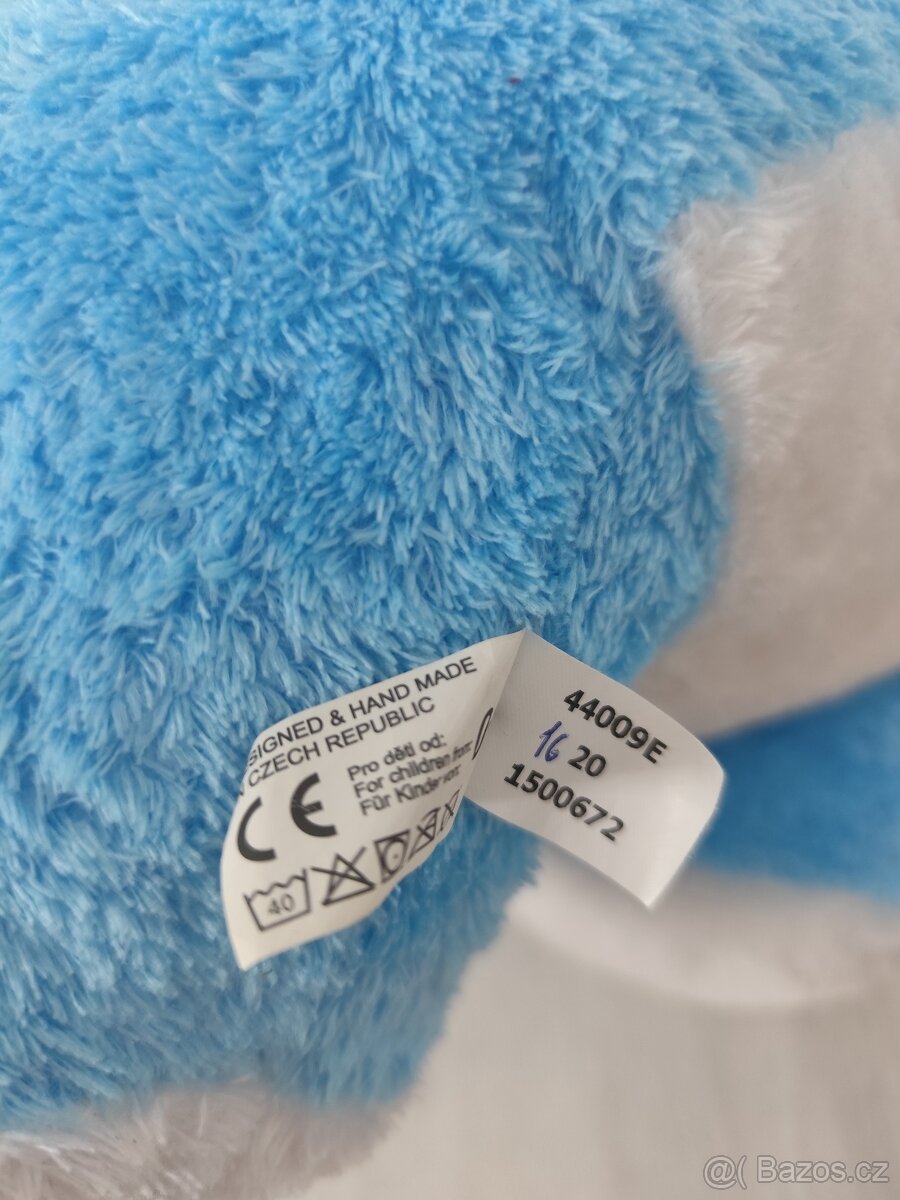 SIGNED & HAND MADE
CZECH REPUBLIC
CE
Pro děti od:
For children from:
Für Kinder von:
40
44009E
16 20
1500672
@( Bazos.cz